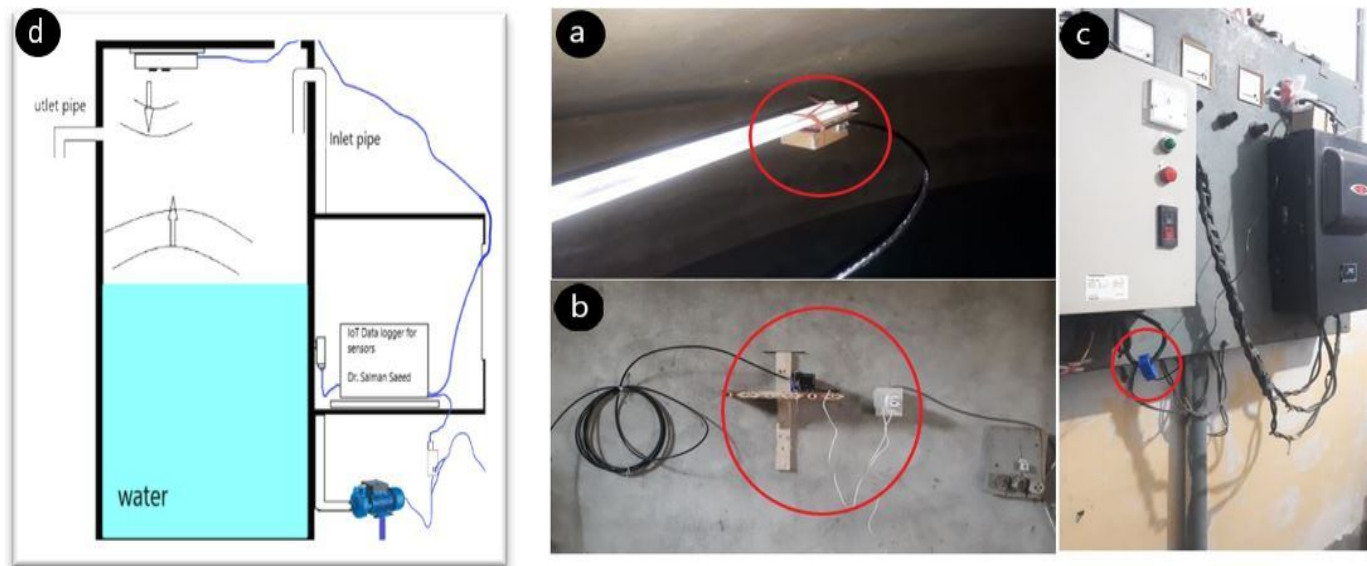 d
utlet pipe
Inlet pipe
IoT Data logger for
sensors
Dr. Salman Saeed
water
a
b
c